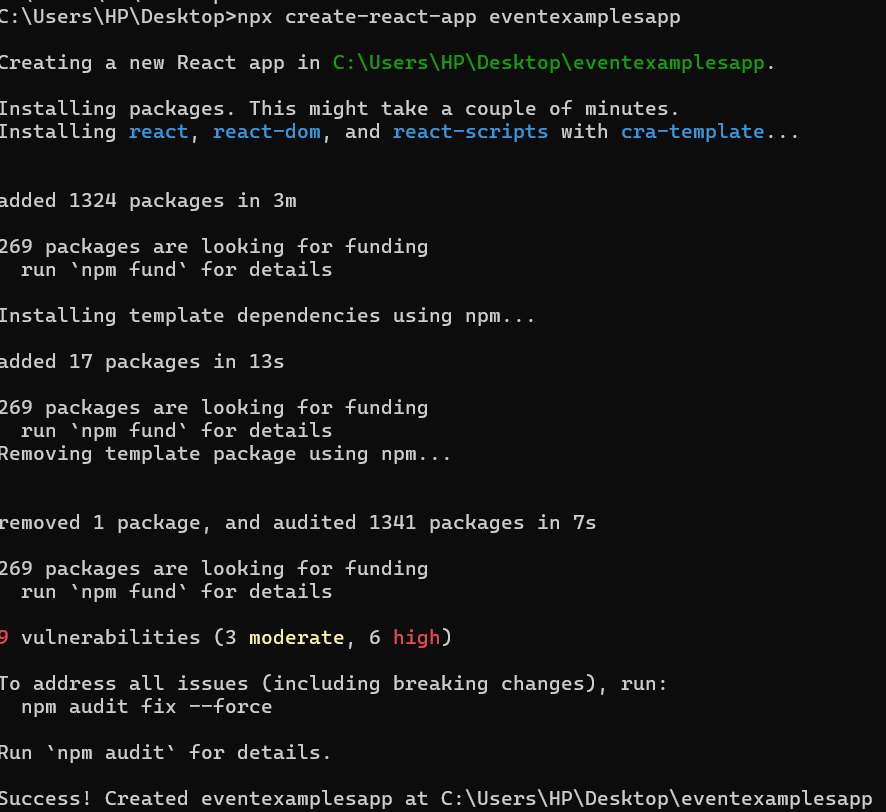 C:\Users\HP\Desktop>npx create-react-app eventexamplesapp
Creating a new React app in C:\Users\HP\Desktop\eventexamplesapp.
Installing packages. This might take a couple of minutes.
Installing react, react-dom, and react-scripts with cra-template...
added 1324 packages in 3m
269 packages are looking for funding
  run `npm fund` for details
Installing template dependencies using npm...
added 17 packages in 13s
269 packages are looking for funding
  run `npm fund` for details
Removing template package using npm...
removed 1 package, and audited 1341 packages in 7s
269 packages are looking for funding
  run `npm fund` for details
9 vulnerabilities (3 moderate, 6 high)
To address all issues (including breaking changes), run:
  npm audit fix --force
Run `npm audit` for details.
Success! Created eventexamplesapp at C:\Users\HP\Desktop\eventexamplesapp